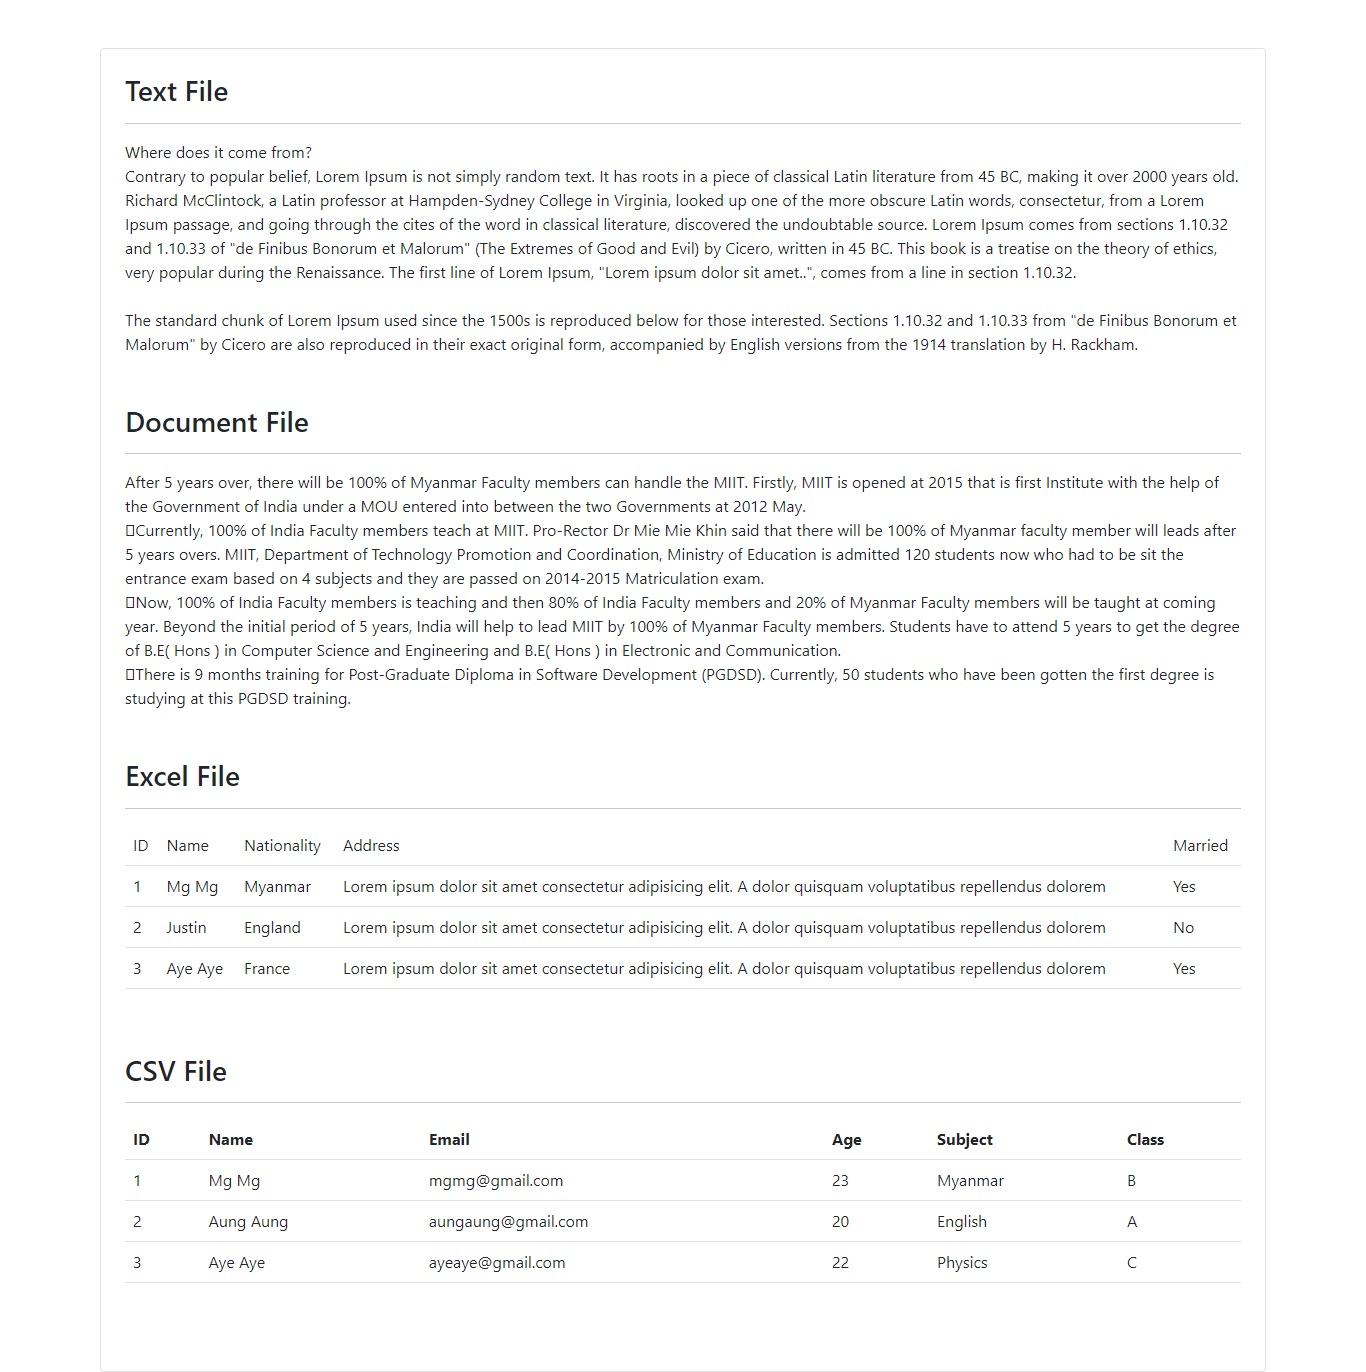 Text File
Where does it come from?
Contrary to popular belief, Lorem Ipsum is not simply random text. It has roots in a piece of classical Latin literature from 45 BC, making it over 2000 years old.
Richard McClintock, a Latin professor at Hampden-Sydney College in Virginia, looked up one of the more obscure Latin words, consectetur, from a Lorem
Ipsum passage, and going through the cites of the word in classical literature, discovered the undoubtable source. Lorem Ipsum comes from sections 1.10.32
and 1.10.33 of "de Finibus Bonorum et Malorum" (The Extremes of Good and Evil) by Cicero, written in 45 BC. This book is a treatise on the theory of ethics,
very popular during the Renaissance. The first line of Lorem Ipsum, "Lorem ipsum dolor sit amet..", comes from a line in section 1.10.32.
The standard chunk of Lorem Ipsum used since the 1500s is reproduced below for those interested. Sections 1.10.32 and 1.10.33 from "de Finibus Bonorum et
Malorum" by Cicero are also reproduced in their exact original form, accompanied by English versions from the 1914 translation by H. Rackham.
Document File
After 5 years over, there will be 100% of Myanmar Faculty members can handle the MIIT. Firstly, MIIT is opened at 2015 that is first Institute with the help of
the Government of India under a MOU entered into between the two Governments at 2012 May.
Currently, 100% of India Faculty members teach at MIIT. Pro-Rector Dr Mie Mie Khin said that there will be 100% of Myanmar faculty member will leads after
5 years overs. MIIT, Department of Technology Promotion and Coordination, Ministry of Education is admitted 120 students now who had to be sit the
entrance exam based on 4 subjects and they are passed on 2014-2015 Matriculation exam.
Now, 100% of India Faculty members is teaching and then 80% of India Faculty members and 20% of Myanmar Faculty members will be taught at coming
year. Beyond the initial period of 5 years, India will help to lead MIIT by 100% of Myanmar Faculty members. Students have to attend 5 years to get the degree
of B.E( Hons ) in Computer Science and Engineering and B.E( Hons ) in Electronic and Communication.
There is 9 months training for Post-Graduate Diploma in Software Development (PGDSD). Currently, 50 students who have been gotten the first degree is
studying at this PGDSD training.
Excel File
ID Name Nationality Address Married
1 Mg Mg Myanmar Lorem ipsum dolor sit amet consectetur adipisicing elit. A dolor quisquam voluptatibus repellendus dolorem Yes
2 Justin England Lorem ipsum dolor sit amet consectetur adipisicing elit. A dolor quisquam voluptatibus repellendus dolorem No
3 Aye Aye France Lorem ipsum dolor sit amet consectetur adipisicing elit. A dolor quisquam voluptatibus repellendus dolorem Yes
CSV File
ID Name Email Age Subject Class
1 Mg Mg mgmg@gmail.com 23 Myanmar B
2 Aung Aung aungaung@gmail.com 20 English A
3 Aye Aye ayeaye@gmail.com 22 Physics C